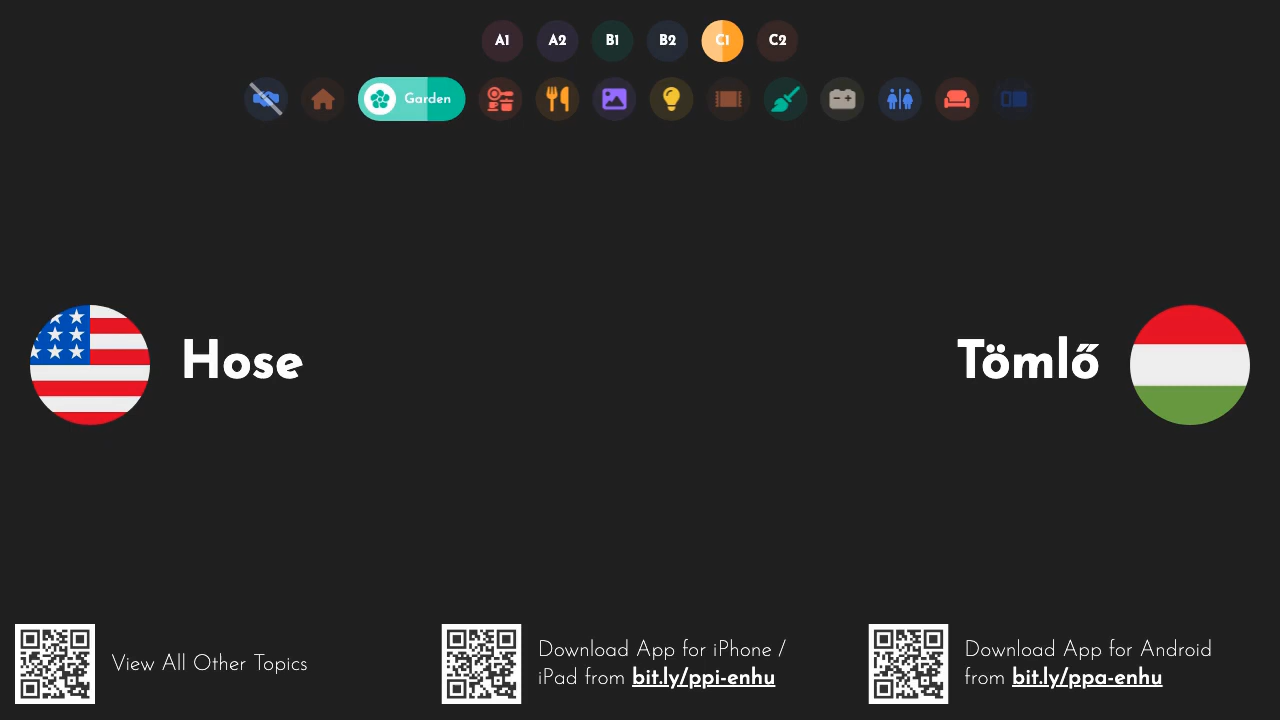 A1 A2 B1 B2 C1 C2
Garden
Hose
Tömlő
View All Other Topics
Download App for iPhone /
iPad from bit.ly/ppi-enhu
Download App for Android
from bit.ly/ppa-enhu